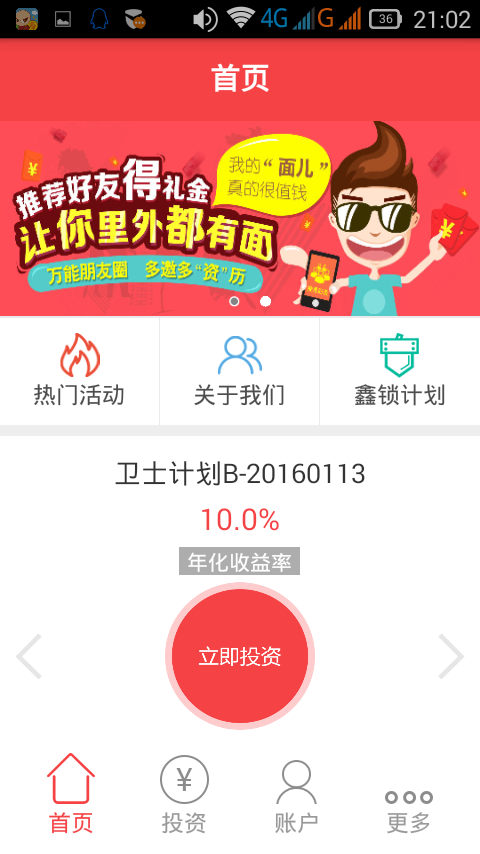 4G G 36 21:02
首页
我的“面儿”
真的很值钱
推荐好友得礼金
让你里外都有面
万能朋友圈 多邀多“资”历
热门活动 关于我们 鑫锁计划
卫士计划B-20160113
10.0%
年化收益率
立即投资
首页 投资 账户 更多